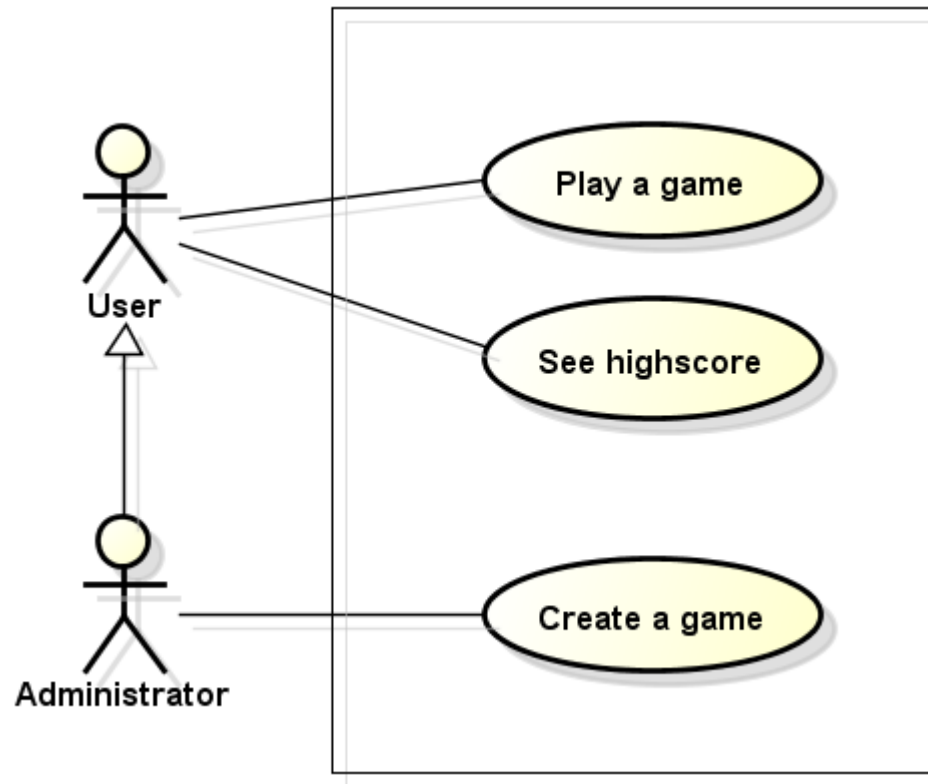 Play a game
User
See highscore
Create a game
Administrator